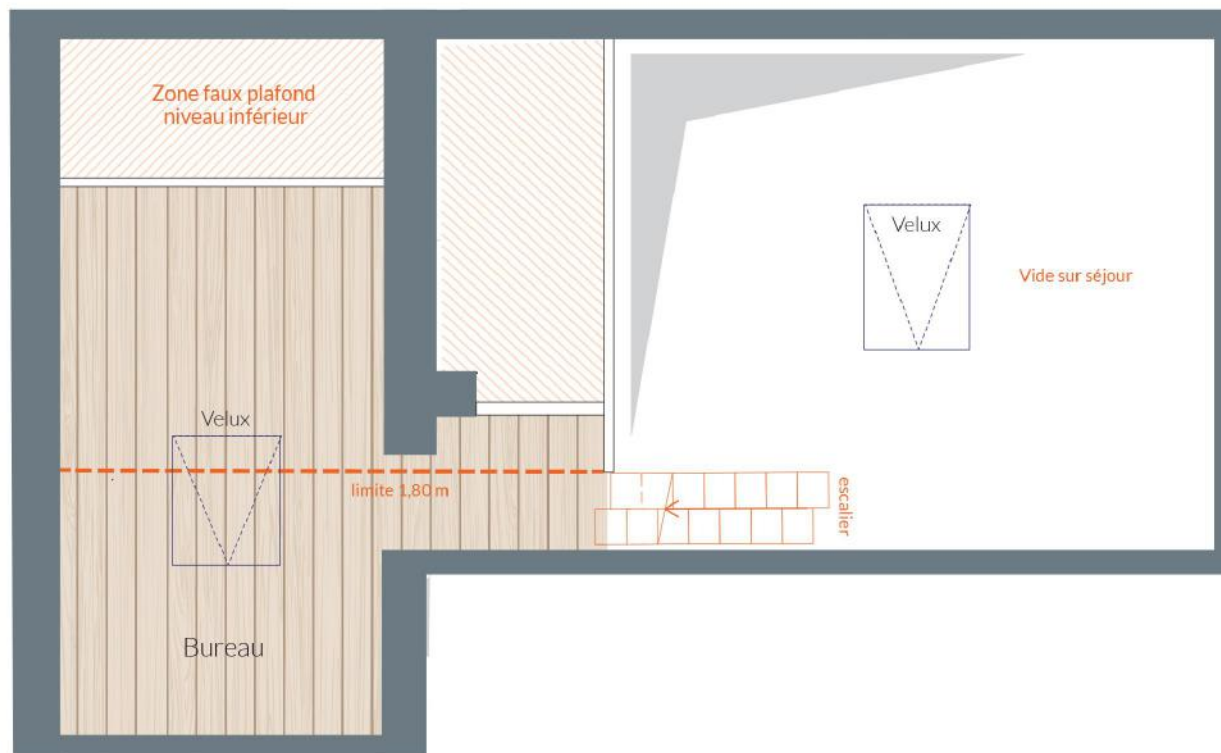 Zone faux plafond
niveau inférieur
Velux
Vide sur séjour
Velux
limite 1,80 m
escalier
Bureau